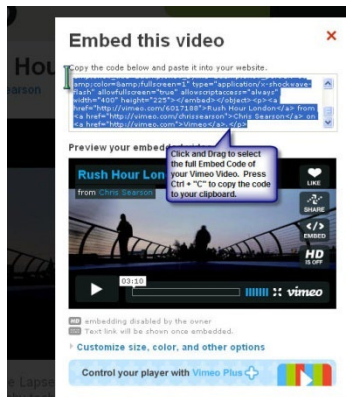 Embed this video
×
Copy the code below and paste it into your website.
amp;color=&amp;fullscreen=1" type="application/x-shockwave-
flash" allowfullscreen="true" allowscriptaccess="always"
width="400" height="225"></embed></object><p><a
href="http://vimeo.com/6017188">Rush Hour London</a> from
<a href="http://vimeo.com/chrissearson">Chris Searson</a> on
<a href="http://vimeo.com">Vimeo</a>.</p>
Click and Drag to select
the full Embed Code of
your Vimeo Video. Press
Ctrl + "C" to copy the code
to your clipboard.
Preview your embedded
Rush Hour Lon
from Chris Searson
LIKE
SHARE
</>
EMBED
HD
IS OFF
03:10
vimeo
HD embedding disabled by the owner
Text link will be shown once embedded.
Customize size, color, and other options
Control your player with Vimeo Plus
Hou
earson
e Lapse